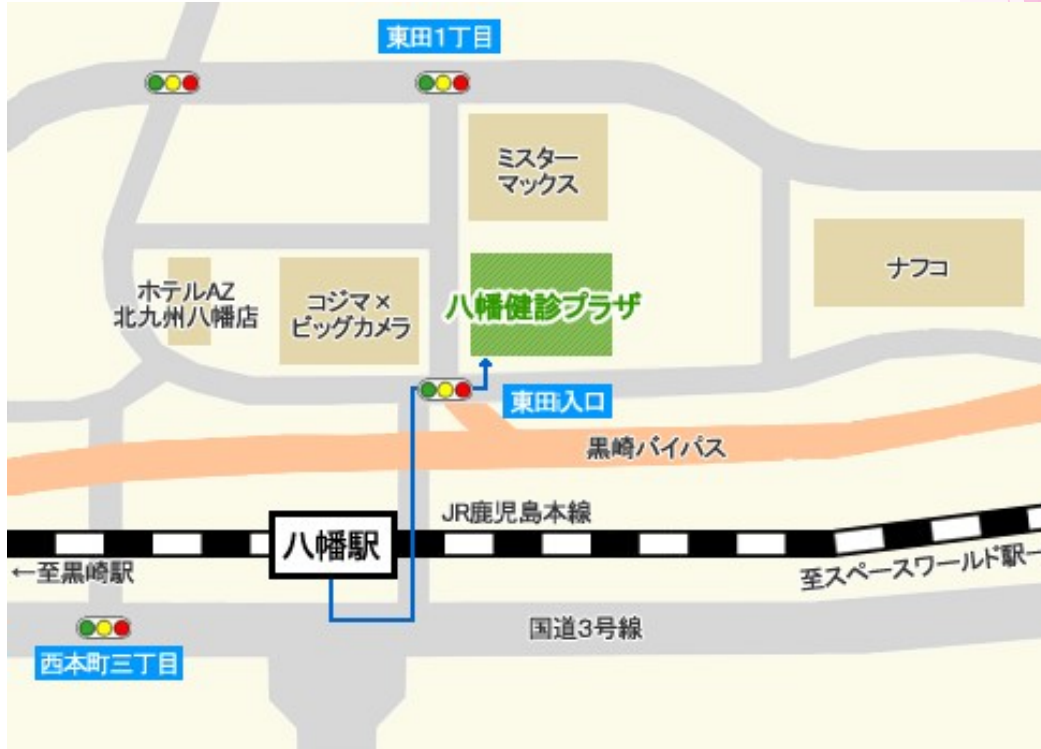 東田1丁目
ミスター
マックス
ナフコ
ホテルAZ
北九州八幡店
コジマ×
ビッグカメラ
八幡健診プラザ
東田入口
黒崎バイパス
JR鹿児島本線
八幡駅
←至黒崎駅
至スペースワールド駅→
国道3号線
西本町三丁目